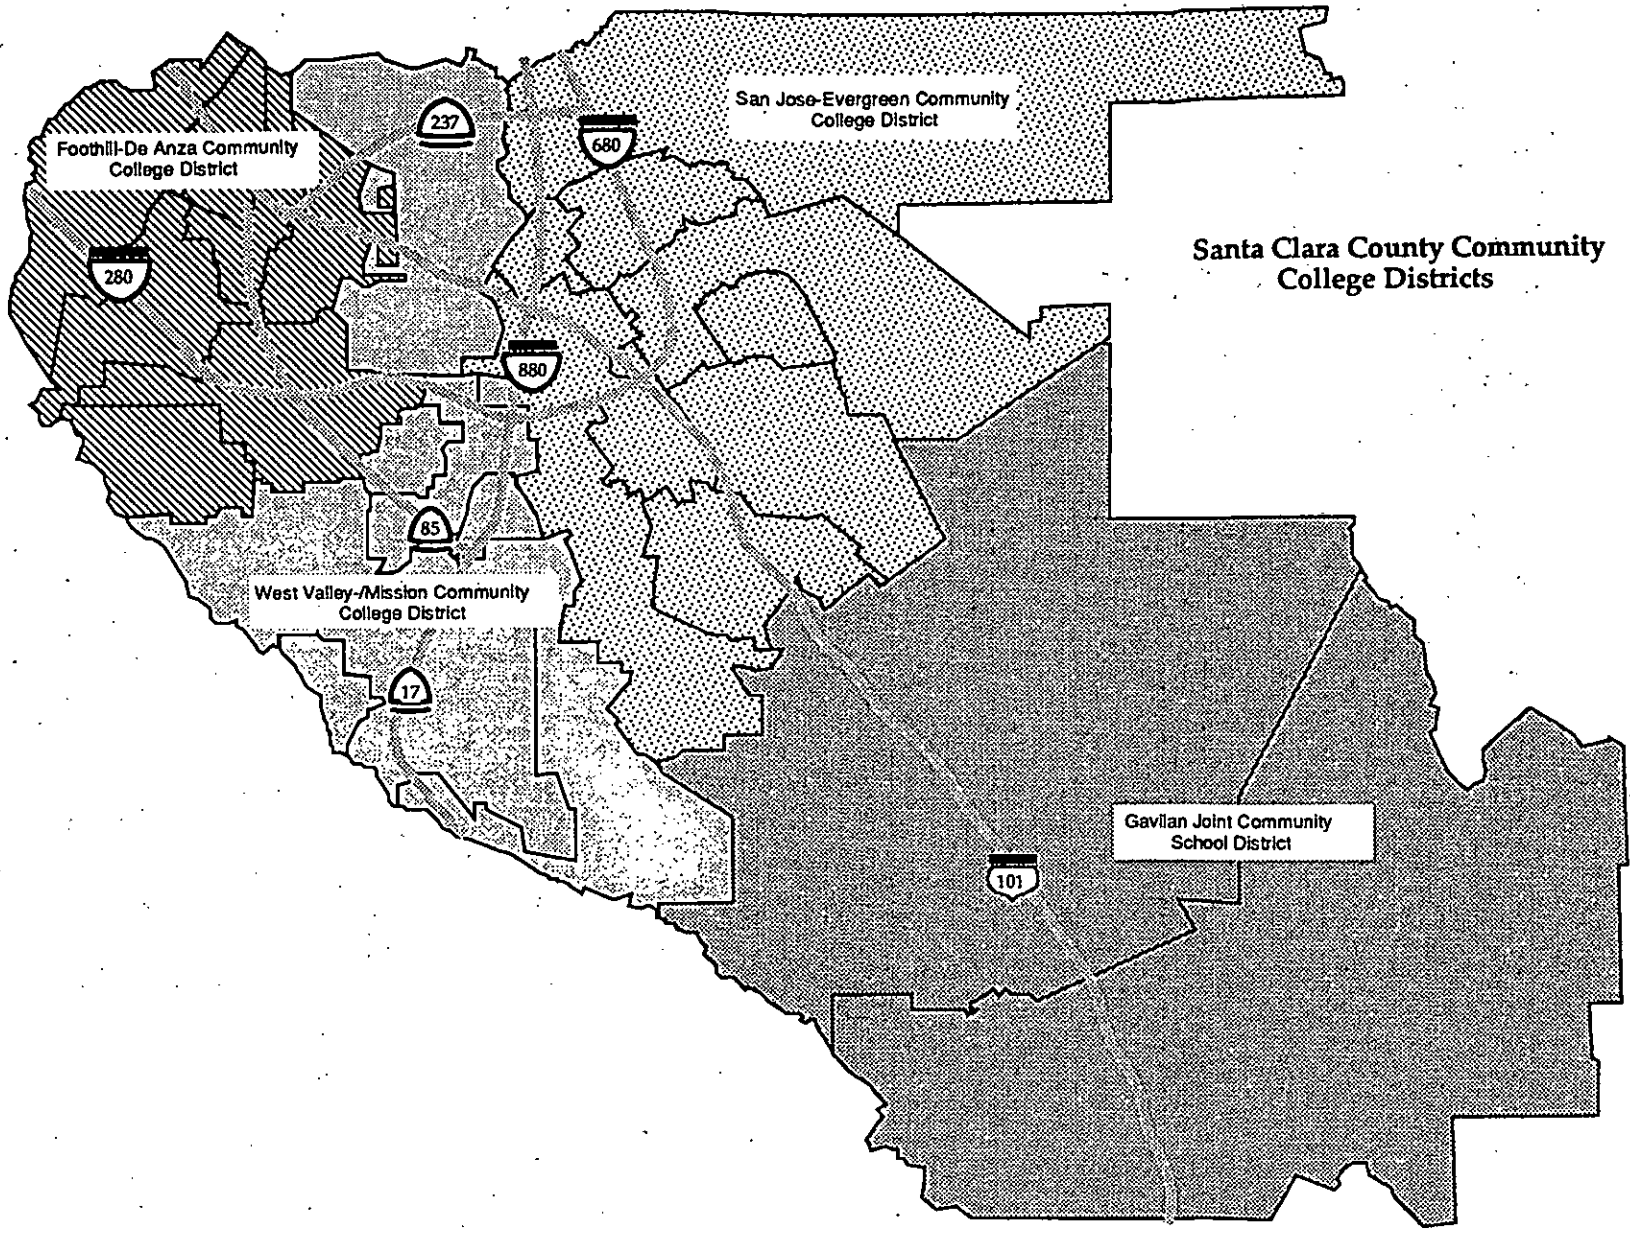 San Jose-Evergreen Community
College District
237
680
Foothill-De Anza Community
College District
Santa Clara County Community
College Districts
280
880
85
West Valley-/Mission Community
College District
17
Gavilan Joint Community
School District
101